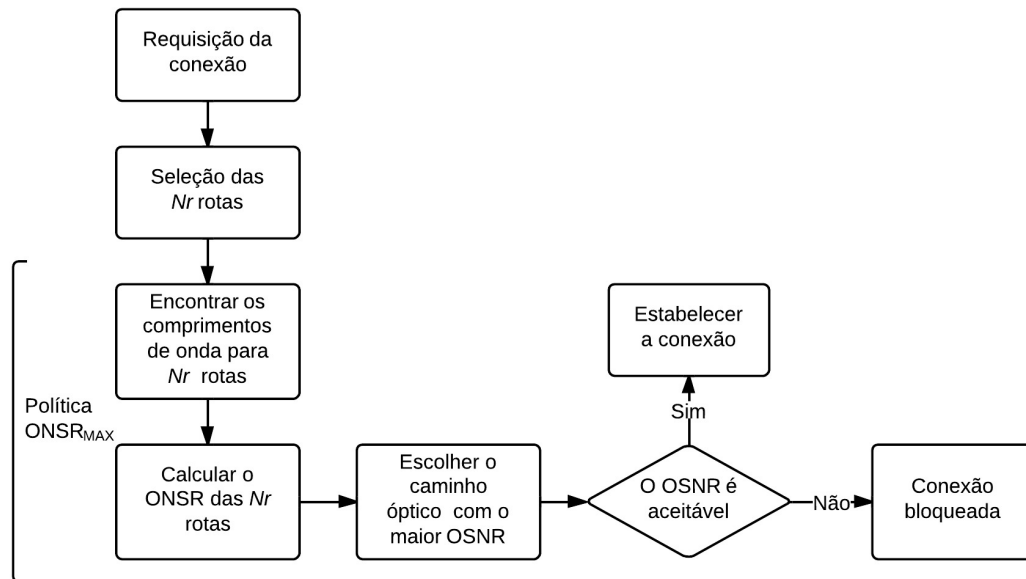 Requisição da
conexão
Seleção das
Nr rotas
Encontrar os
comprimentos
de onda para
Nr rotas
Política
ONSRMAX
Calcular o
ONSR das Nr
rotas
Escolher o
caminho
óptico com o
maior OSNR
O OSNR é
aceitável
Sim
Estabelecer
a conexão
Não
Conexão
bloqueada